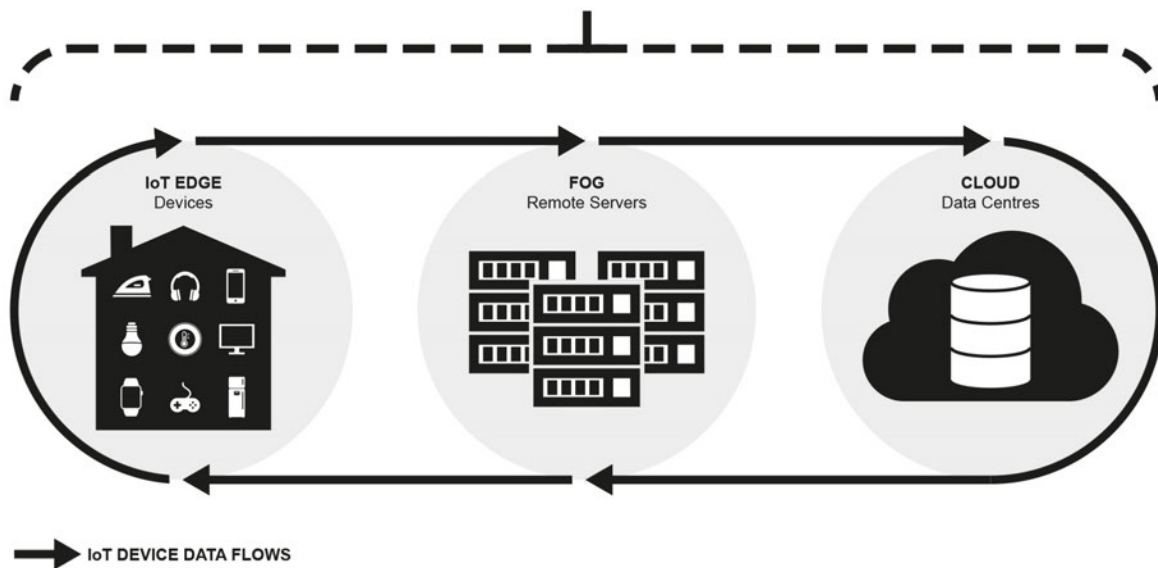 IoT EDGE
Devices
FOG
Remote Servers
CLOUD
Data Centres
IoT DEVICE DATA FLOWS